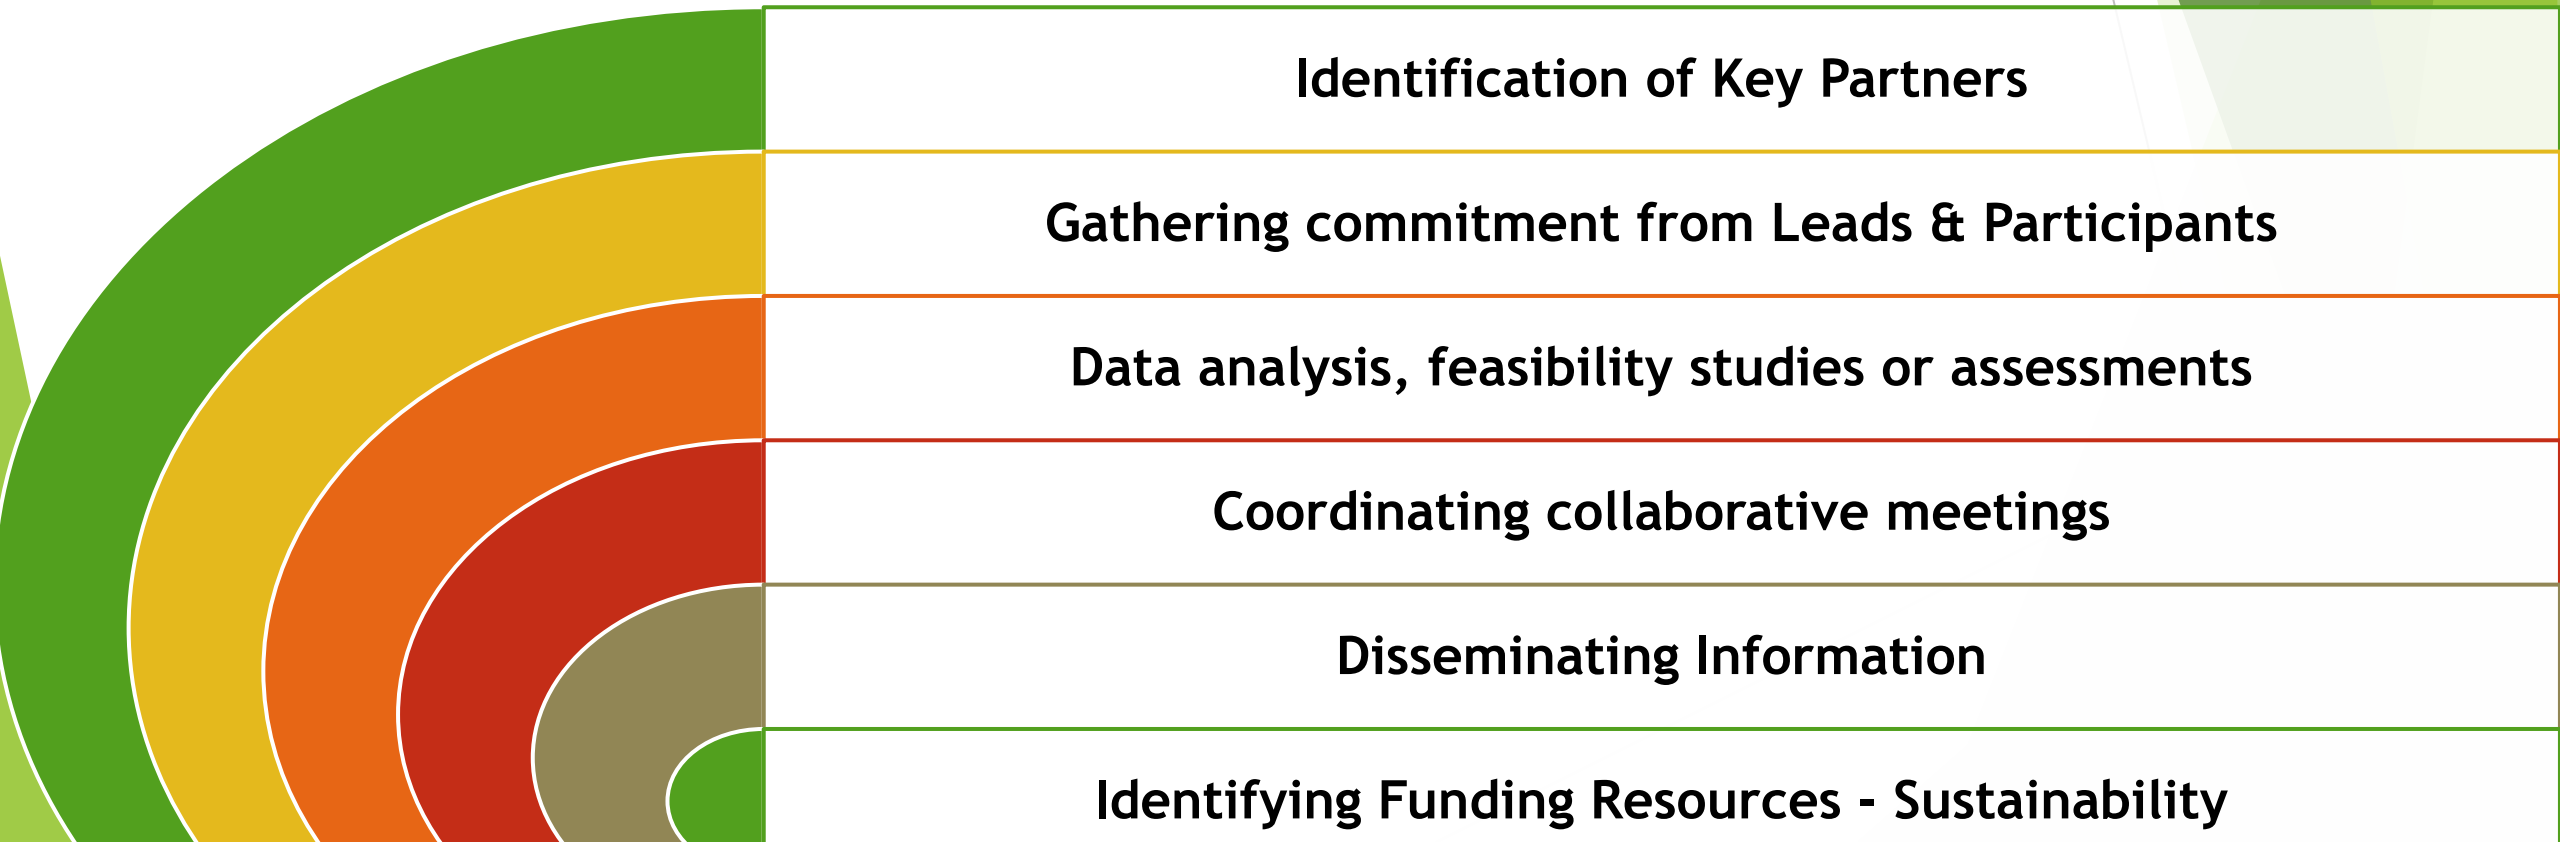 Identification of Key Partners
Gathering commitment from Leads & Participants
Data analysis, feasibility studies or assessments
Coordinating collaborative meetings
Disseminating Information
Identifying Funding Resources - Sustainability